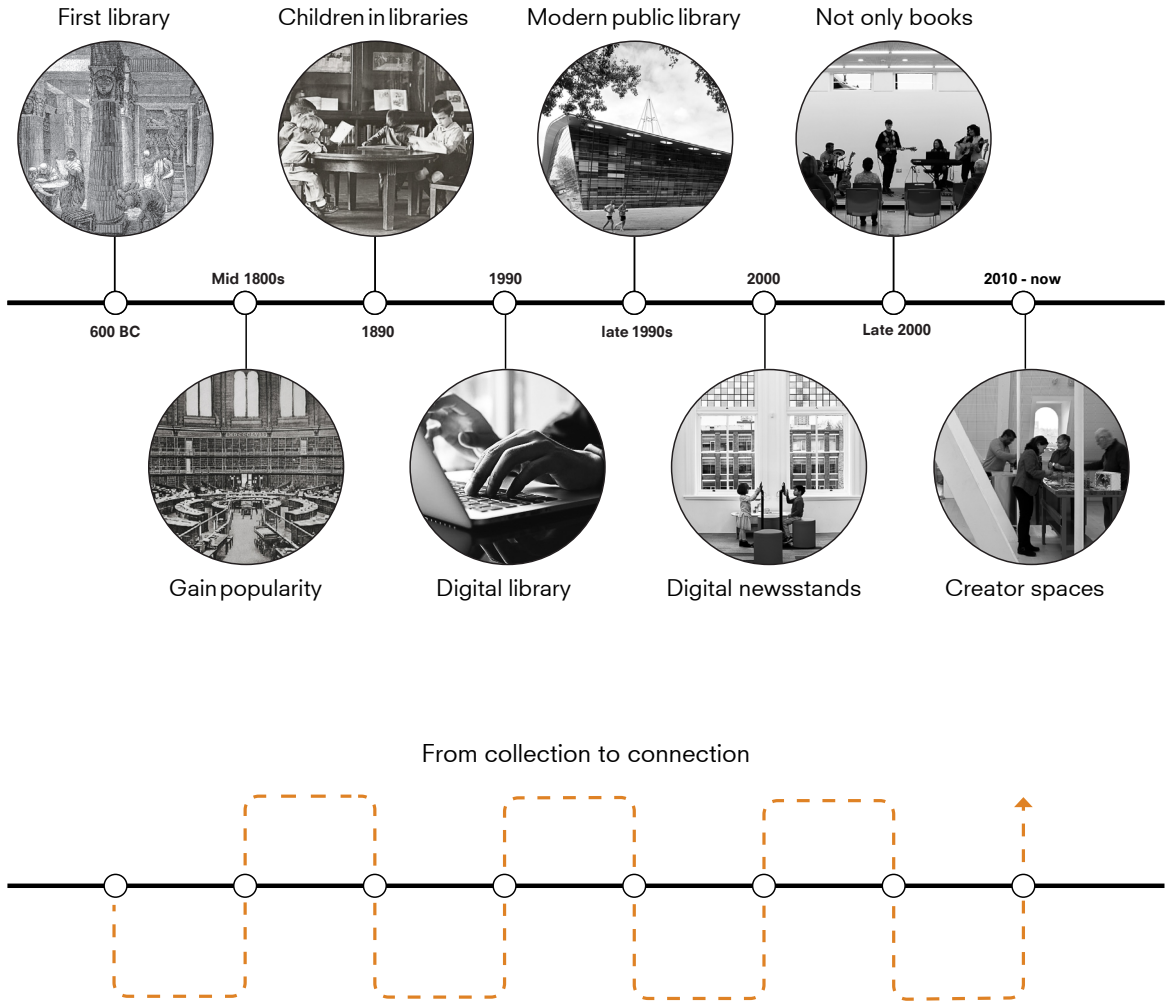 First library
Children in libraries
Modern public library
Not only books
Mid 1800s
1990
2000
2010 - now
600 BC
1890
late 1990s
Late 2000
Gain popularity
Digital library
Digital newsstands
Creator spaces
From collection to connection